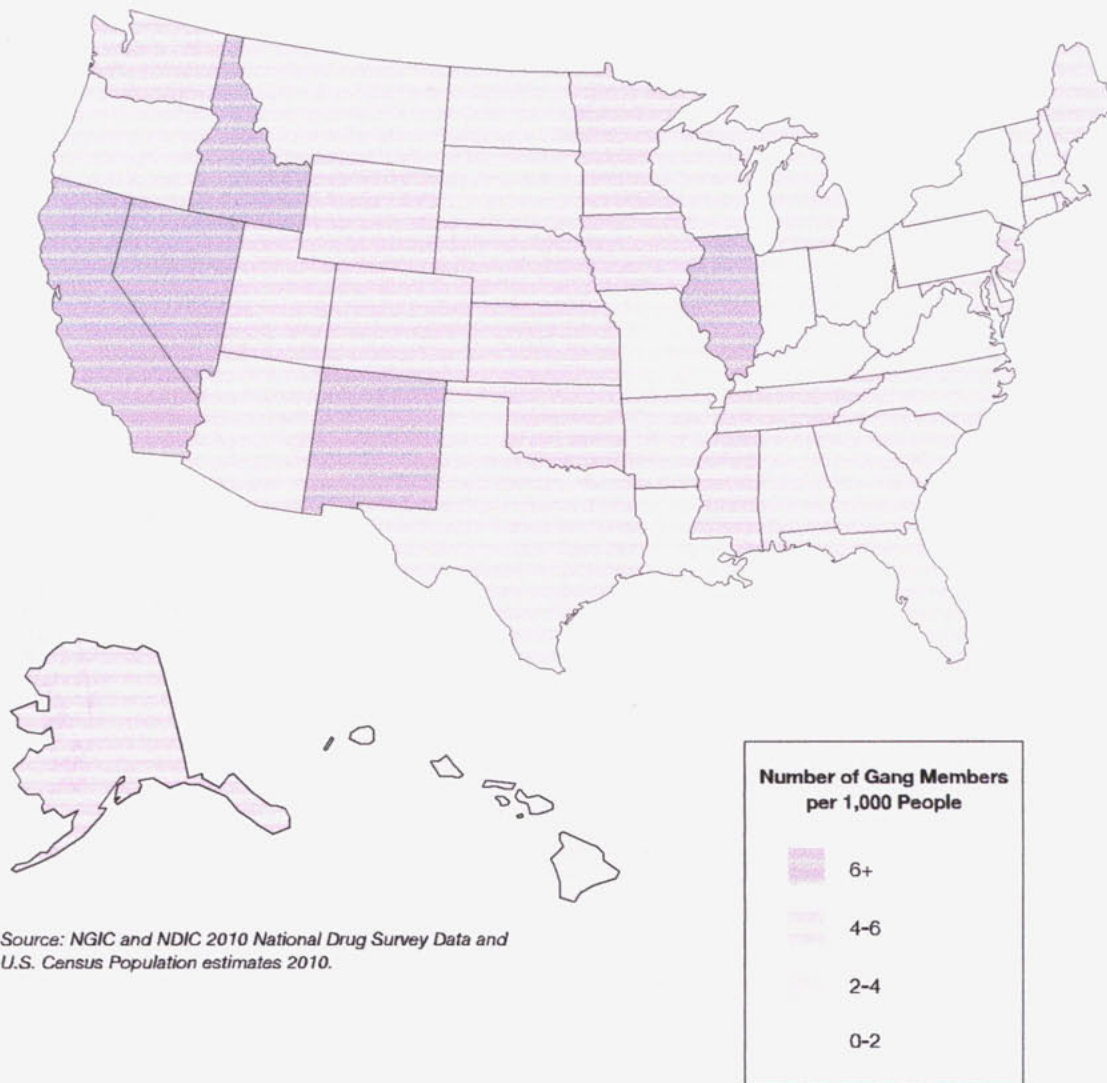 Source: NGIC and NDIC 2010 National Drug Survey Data and
U.S. Census Population estimates 2010.
Number of Gang Members
per 1,000 People
6+
4-6
2-4
0-2